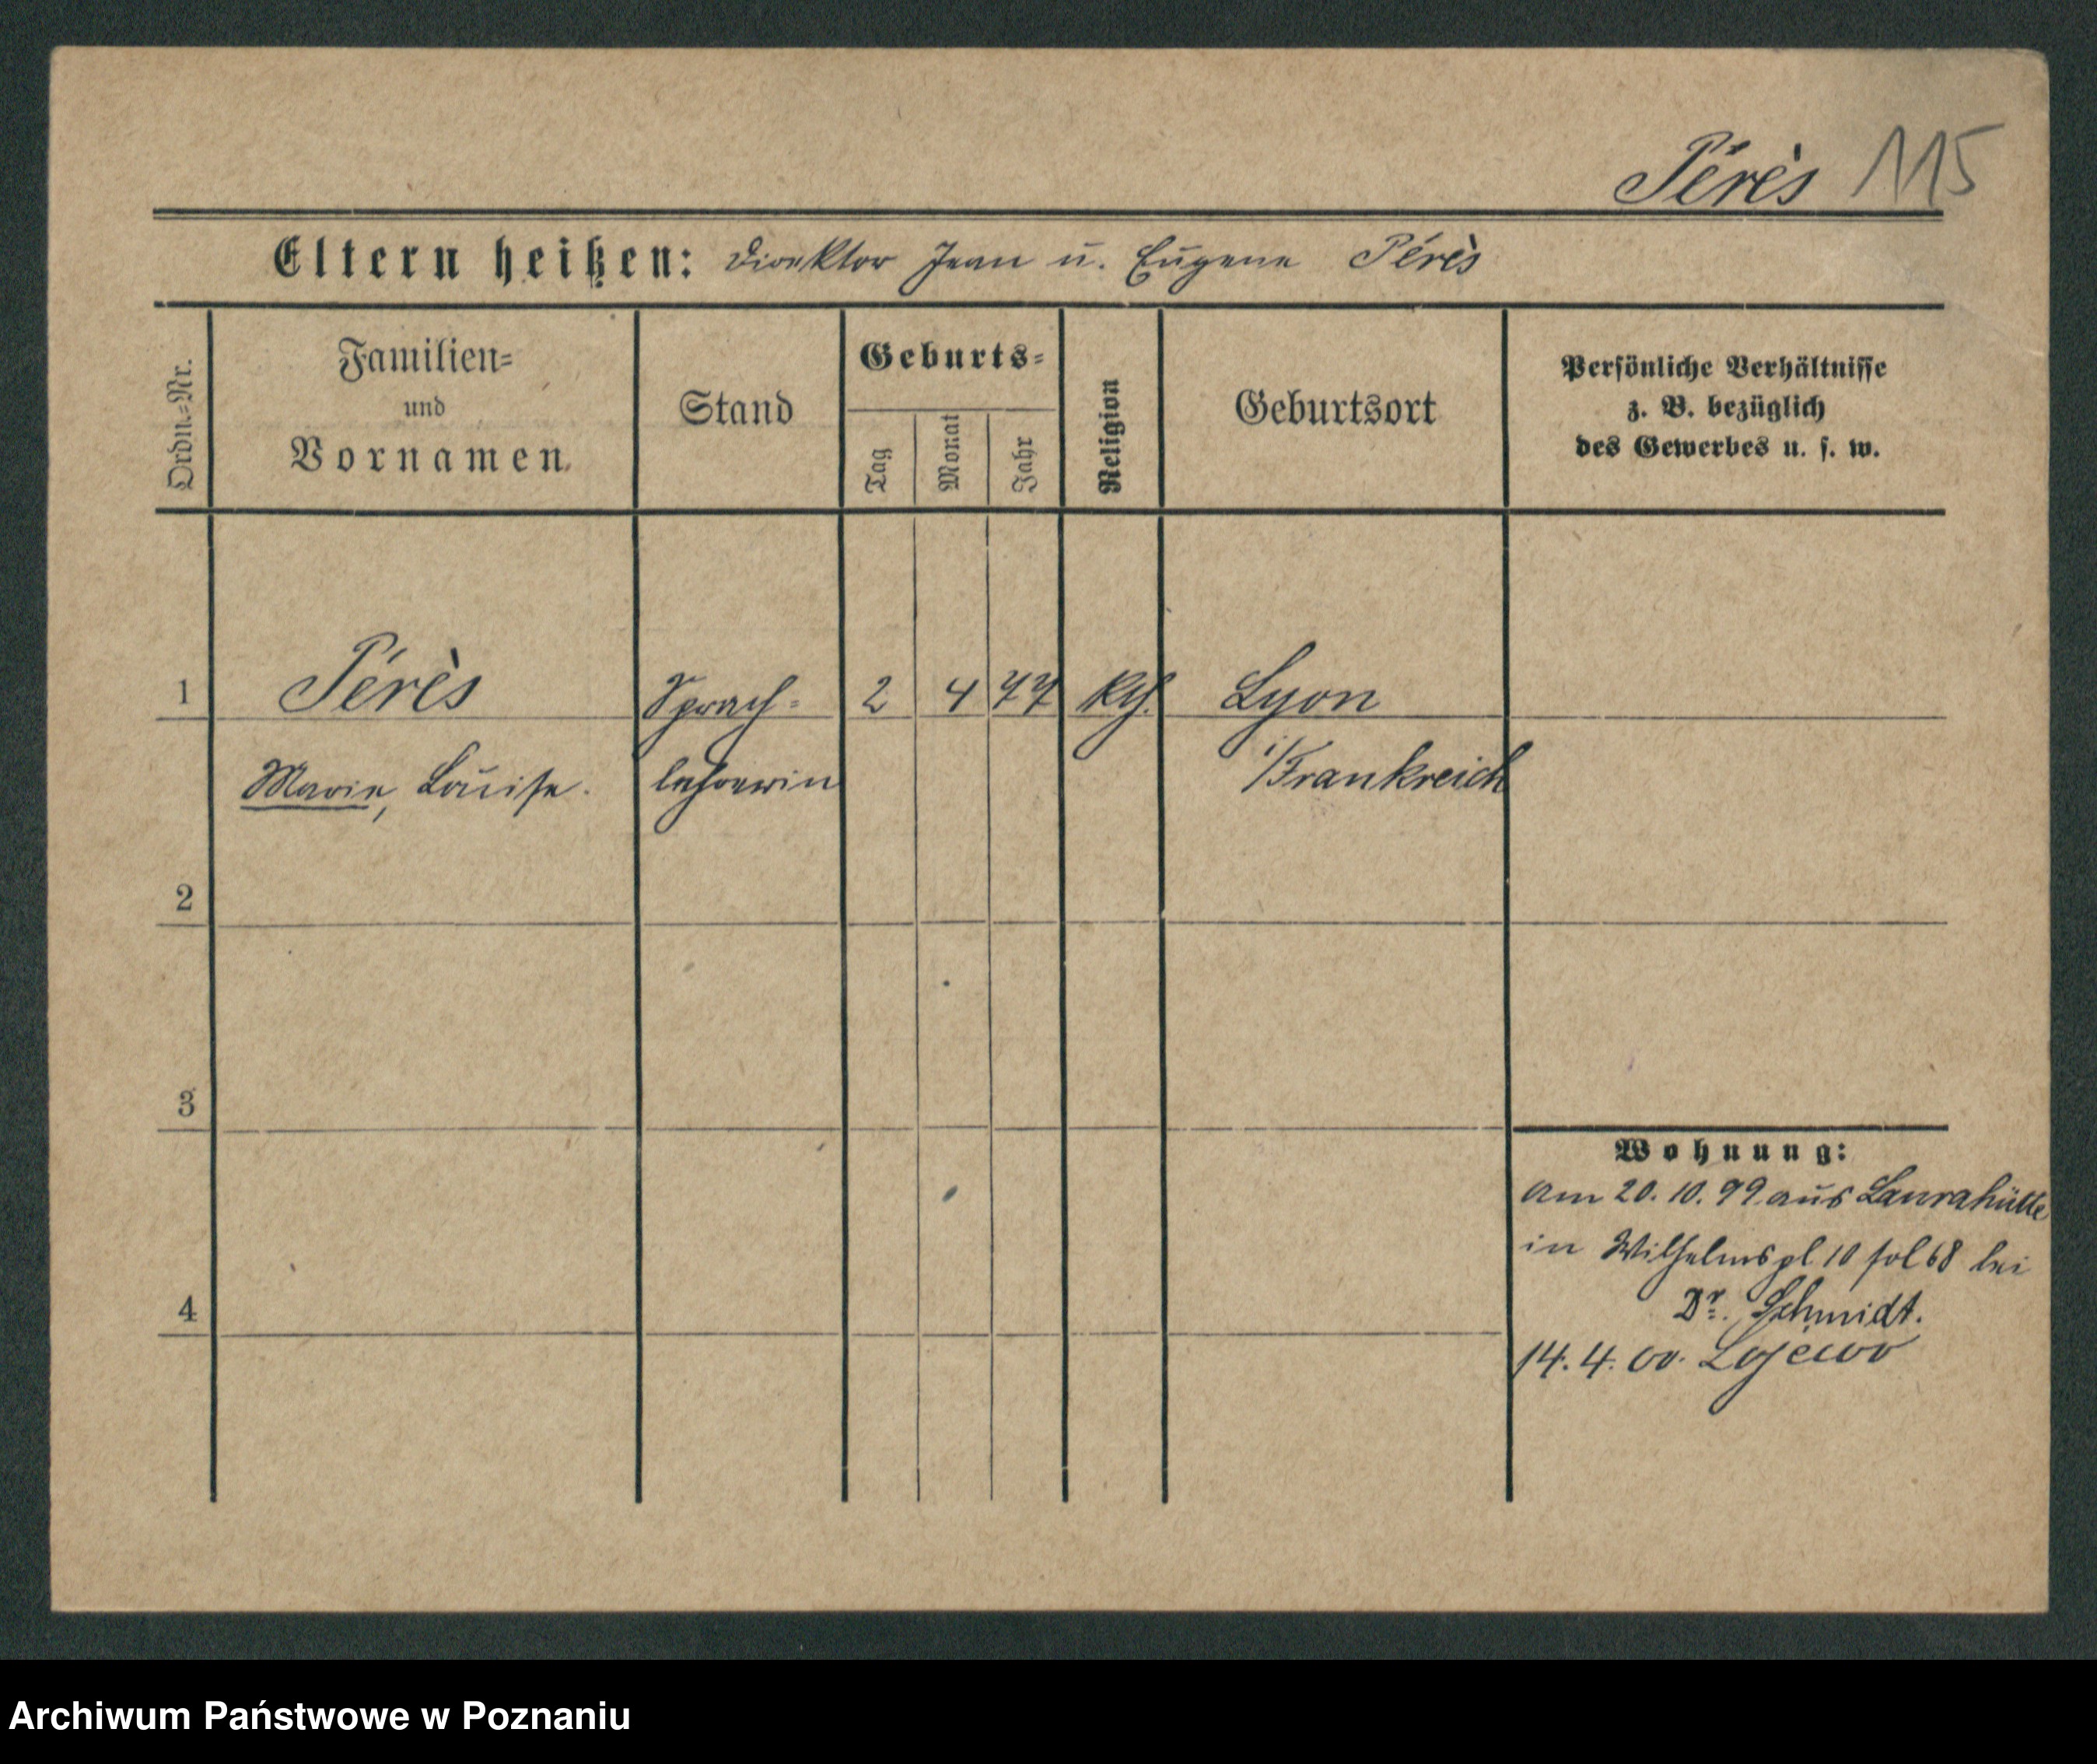 Pérès 115
Eltern heißen: Direktor Jean u. Eugene Pérès
Ordn.=Nr.
Familien=
und
Vornamen.
Stand
Geburts=
Tag
Monat
Jahr
Religion
Geburtsort
Persönliche Verhältnisse
z. B. bezüglich
des Gewerbes u. s. w.
1 Pérès Sprach= 2 4 77 kth. Lyon
Marie, Louise. lehrerin i/Frankreich
2
3
Wohnung:
Am 20. 10. 99 aus Laurahütte
in Wilhelmspl 10 fol 68 bei
4 Dr. Schmidt.
14. 4. 00. Lojewo
Archiwum Państwowe w Poznaniu